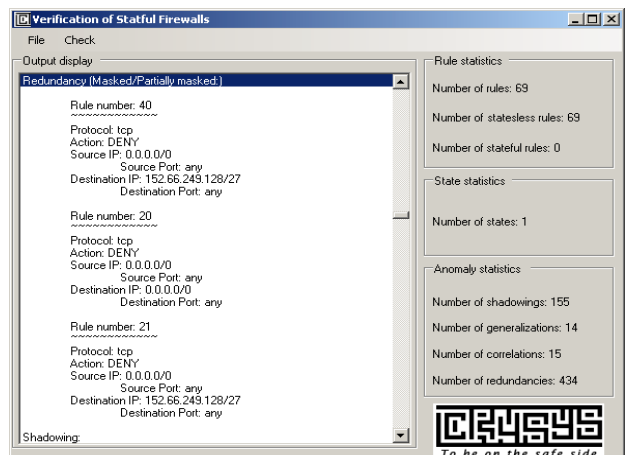 Verification of Statful Firewalls
File Check
Output display
Redundancy (Masked/Partially masked:)
Rule number: 40
~~~~~~~~~~~~
Protocol: tcp
Action: DENY
Source IP: 0.0.0.0/0
Source Port: any
Destination IP: 152.66.249.128/27
Destination Port: any
Rule number: 20
~~~~~~~~~~~~
Protocol: tcp
Action: DENY
Source IP: 0.0.0.0/0
Source Port: any
Destination IP: 0.0.0.0/0
Destination Port: any
Rule number: 21
~~~~~~~~~~~~
Protocol: tcp
Action: DENY
Source IP: 0.0.0.0/0
Source Port: any
Destination IP: 152.66.249.128/27
Destination Port: any
Shadowing:
Rule statistics
Number of rules: 69
Number of statesless rules: 69
Number of stateful rules: 0
State statistics
Number of states: 1
Anomaly statistics
Number of shadowings: 155
Number of generalizations: 14
Number of correlations: 15
Number of redundancies: 434
CRYSYS
To be on the safe side